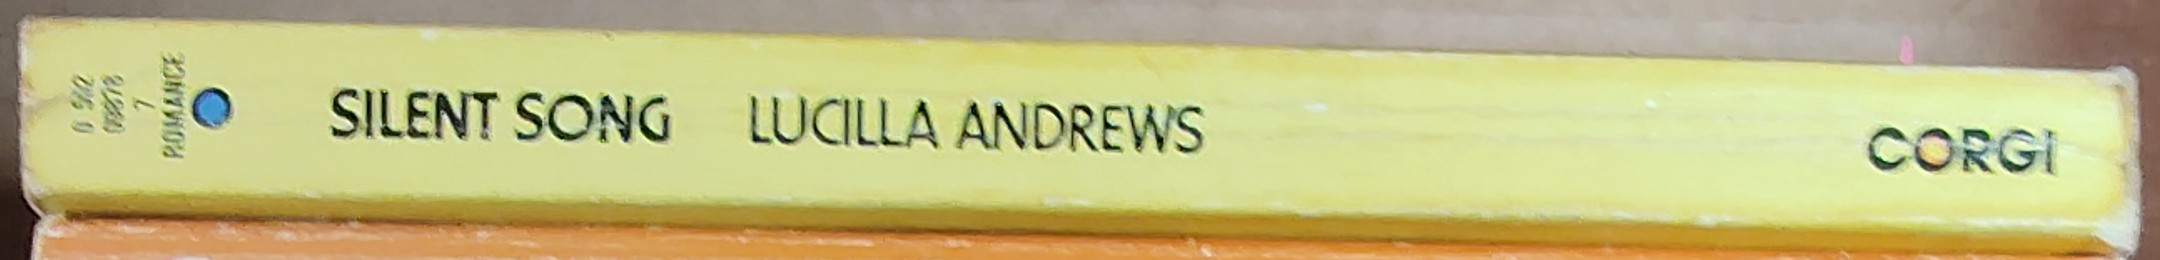 0 552
08878
7
ROMANCE
SILENT SONG LUCILLA ANDREWS
CORGI